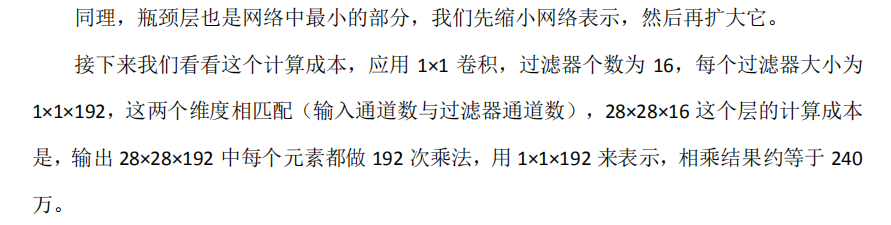 同理，瓶颈层也是网络中最小的部分，我们先缩小网络表示，然后再扩大它。
接下来我们看看这个计算成本，应用 1×1 卷积，过滤器个数为 16，每个过滤器大小为
1×1×192，这两个维度相匹配（输入通道数与过滤器通道数），28×28×16 这个层的计算成本
是，输出 28×28×192 中每个元素都做 192 次乘法，用 1×1×192 来表示，相乘结果约等于 240
万。